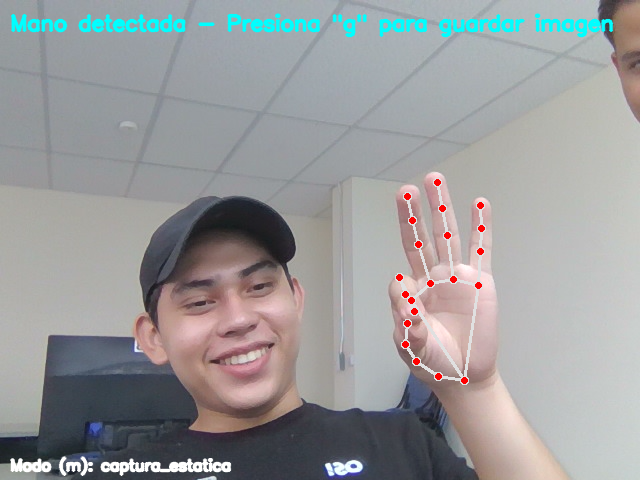 Mano detectada - Presiona "g" para guardar imagen
Modo (m): captura_estatica